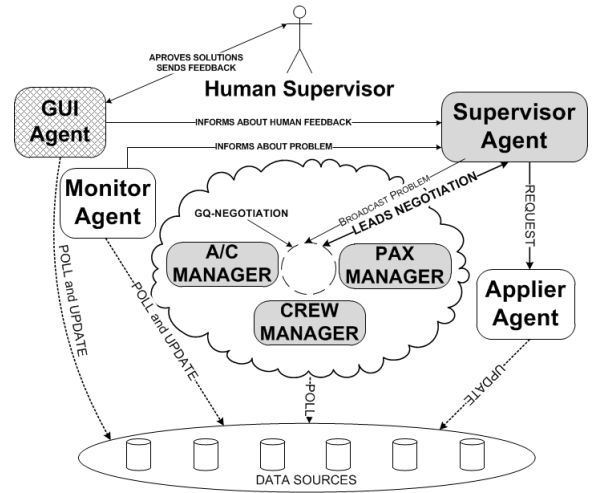 APROVES SOLUTIONS
SENDS FEEDBACK
Human Supervisor
GUI
Agent
INFORMS ABOUT HUMAN FEEDBACK
Supervisor
Agent
INFORMS ABOUT PROBLEM
Monitor
Agent
BROADCAST PROBLEM
LEADS NEGOTIATION
REQUEST
GQ-NEGOTIATION
A/C
MANAGER
PAX
MANAGER
CREW
MANAGER
Applier
Agent
POLL and UPDATE
POLL and UPDATE
POLL
UPDATE
DATA SOURCES